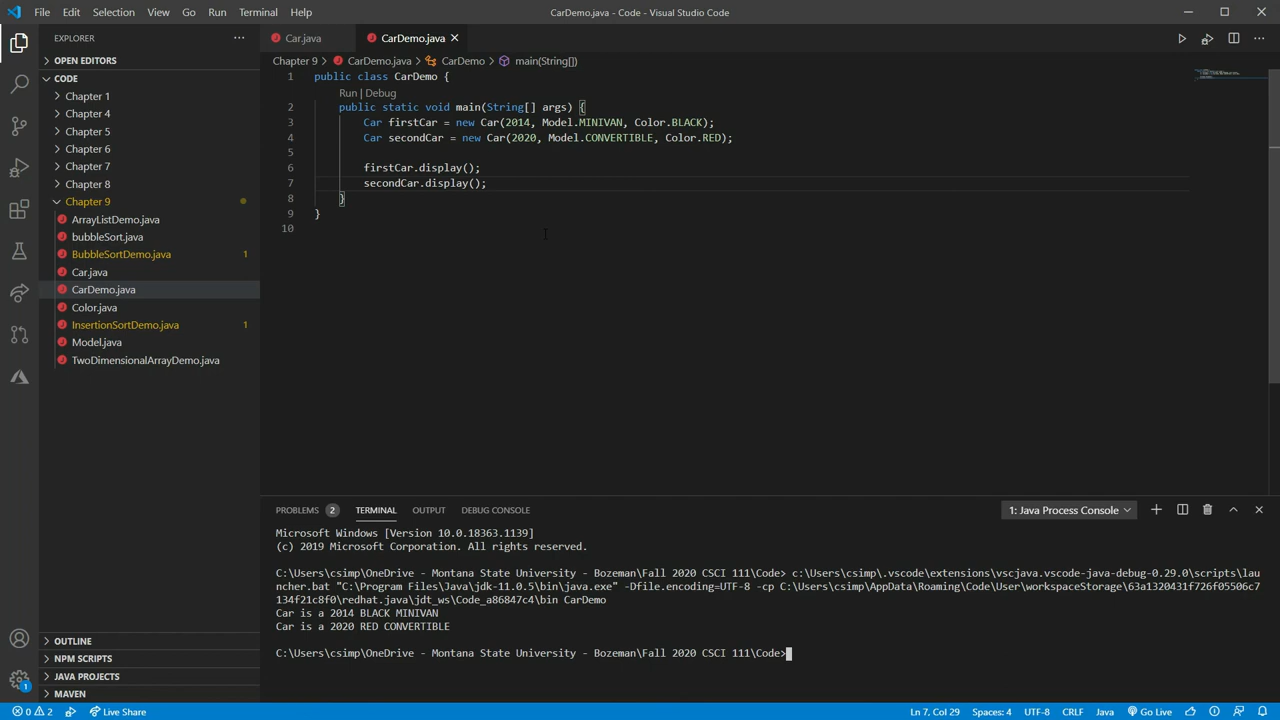 File Edit Selection View Go Run Terminal Help
CarDemo.java - Code - Visual Studio Code
EXPLORER
OPEN EDITORS
CODE
Chapter 1
Chapter 4
Chapter 5
Chapter 6
Chapter 7
Chapter 8
Chapter 9
ArrayListDemo.java
bubbleSort.java
BubbleSortDemo.java 1
Car.java
CarDemo.java
Color.java
InsertionSortDemo.java 1
Model.java
TwoDimensionalArrayDemo.java
OUTLINE
NPM SCRIPTS
JAVA PROJECTS
MAVEN
1
Car.java CarDemo.java
Chapter 9 > CarDemo.java > CarDemo > main(String[])
1 public class CarDemo {
Run | Debug
2 public static void main(String[] args) {
3 Car firstCar = new Car(2014, Model.MINIVAN, Color.BLACK);
4 Car secondCar = new Car(2020, Model.CONVERTIBLE, Color.RED);
5
6 firstCar.display();
7 secondCar.display();
8 }
9 }
10
PROBLEMS 2 TERMINAL OUTPUT DEBUG CONSOLE
1: Java Process Console
Microsoft Windows [Version 10.0.18363.1139]
(c) 2019 Microsoft Corporation. All rights reserved.
C:\Users\csimp\OneDrive - Montana State University - Bozeman\Fall 2020 CSCI 111\Code> c:\Users\csimp\.vscode\extensions\vscjava.vscode-java-debug-0.29.0\scripts\lau
ncher.bat "C:\Program Files\Java\jdk-11.0.5\bin\java.exe" -Dfile.encoding=UTF-8 -cp C:\Users\csimp\AppData\Roaming\Code\User\workspaceStorage\63a1320431f726f05506c7
134f21c8f0\redhat.java\jdt_ws\Code_a86847c4\bin CarDemo
Car is a 2014 BLACK MINIVAN
Car is a 2020 RED CONVERTIBLE
C:\Users\csimp\OneDrive - Montana State University - Bozeman\Fall 2020 CSCI 111\Code>
0 2 Live Share
Ln 7, Col 29 Spaces: 4 UTF-8 CRLF Java Go Live